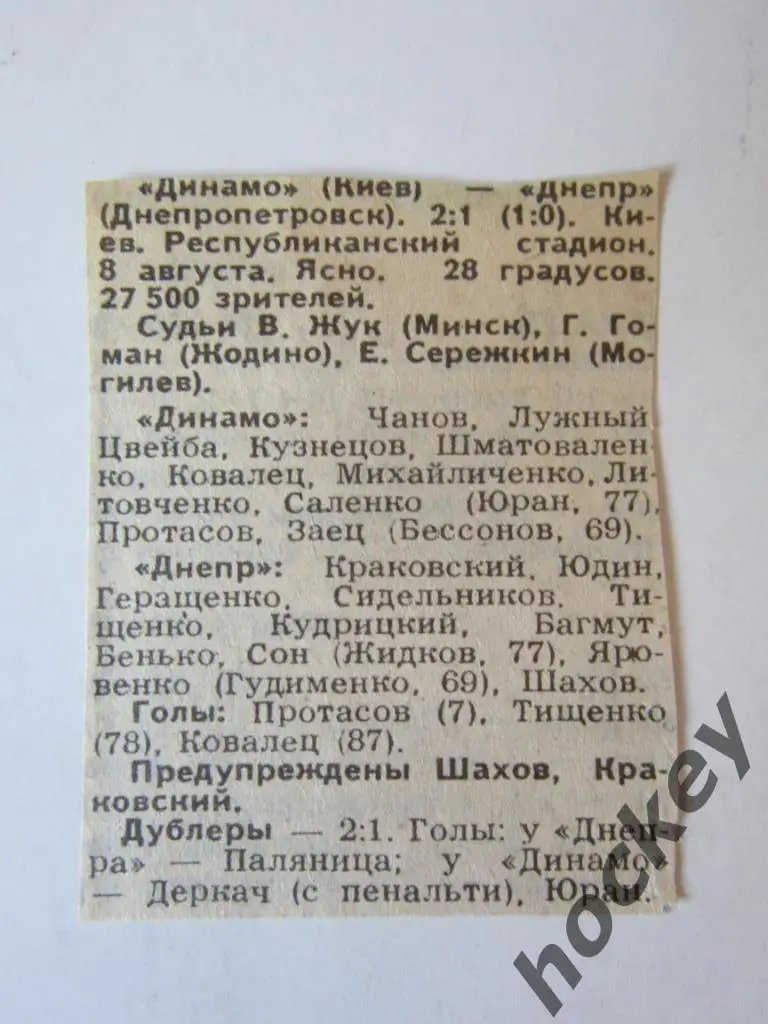 «Динамо» (Киев) — «Днепр»
(Днепропетровск). 2:1 (1:0). Ки-
ев. Республиканский стадион.
8 августа. Ясно. 28 градусов.
27 500 зрителей.
Судьи В. Жук (Минск), Г. Го-
ман (Жодино), Е. Сережкин (Мо-
гилев).
«Динамо»: Чанов, Лужный
Цвейба, Кузнецов, Шматовален-
ко, Ковалец, Михайличенко, Ли-
товченко, Саленко (Юран, 77),
Протасов, Заец (Бессонов, 69).
«Днепр»: Краковский, Юдин,
Геращенко, Сидельников, Ти-
щенко, Кудрицкий, Багмут,
Бенько, Сон (Жидков, 77), Яро-
венко (Гудименко, 69), Шахов.
Голы: Протасов (7), Тищенко
(78), Ковалец (87).
Предупреждены Шахов, Кра-
ковский.
Дублеры — 2:1. Голы: у «Днеп-
ра» — Паляница; у «Динамо»
— Деркач (с пенальти), Юран.
hockey